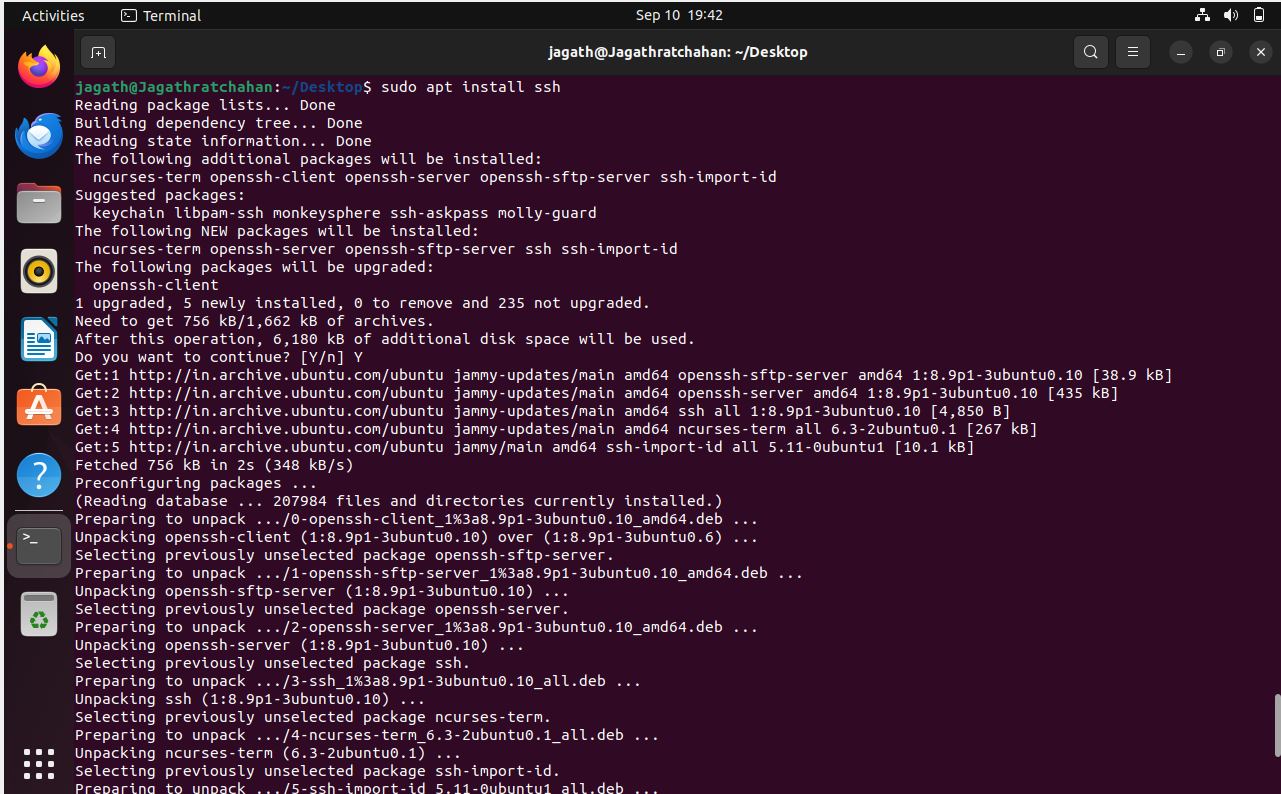 Activities
Terminal
Sep 10 19:42
jagath@Jagathratchahan: ~/Desktop
jagath@Jagathratchahan:~/Desktop$ sudo apt install ssh
Reading package lists... Done
Building dependency tree... Done
Reading state information... Done
The following additional packages will be installed:
  ncurses-term openssh-client openssh-server openssh-sftp-server ssh-import-id
Suggested packages:
  keychain libpam-ssh monkeysphere ssh-askpass molly-guard
The following NEW packages will be installed:
  ncurses-term openssh-server openssh-sftp-server ssh ssh-import-id
The following packages will be upgraded:
  openssh-client
1 upgraded, 5 newly installed, 0 to remove and 235 not upgraded.
Need to get 756 kB/1,662 kB of archives.
After this operation, 6,180 kB of additional disk space will be used.
Do you want to continue? [Y/n] Y
Get:1 http://in.archive.ubuntu.com/ubuntu jammy-updates/main amd64 openssh-sftp-server amd64 1:8.9p1-3ubuntu0.10 [38.9 kB]
Get:2 http://in.archive.ubuntu.com/ubuntu jammy-updates/main amd64 openssh-server amd64 1:8.9p1-3ubuntu0.10 [435 kB]
Get:3 http://in.archive.ubuntu.com/ubuntu jammy-updates/main amd64 ssh all 1:8.9p1-3ubuntu0.10 [4,850 B]
Get:4 http://in.archive.ubuntu.com/ubuntu jammy-updates/main amd64 ncurses-term all 6.3-2ubuntu0.1 [267 kB]
Get:5 http://in.archive.ubuntu.com/ubuntu jammy/main amd64 ssh-import-id all 5.11-0ubuntu1 [10.1 kB]
Fetched 756 kB in 2s (348 kB/s)
Preconfiguring packages ...
(Reading database ... 207984 files and directories currently installed.)
Preparing to unpack .../0-openssh-client_1%3a8.9p1-3ubuntu0.10_amd64.deb ...
Unpacking openssh-client (1:8.9p1-3ubuntu0.10) over (1:8.9p1-3ubuntu0.6) ...
Selecting previously unselected package openssh-sftp-server.
Preparing to unpack .../1-openssh-sftp-server_1%3a8.9p1-3ubuntu0.10_amd64.deb ...
Unpacking openssh-sftp-server (1:8.9p1-3ubuntu0.10) ...
Selecting previously unselected package openssh-server.
Preparing to unpack .../2-openssh-server_1%3a8.9p1-3ubuntu0.10_amd64.deb ...
Unpacking openssh-server (1:8.9p1-3ubuntu0.10) ...
Selecting previously unselected package ssh.
Preparing to unpack .../3-ssh_1%3a8.9p1-3ubuntu0.10_all.deb ...
Unpacking ssh (1:8.9p1-3ubuntu0.10) ...
Selecting previously unselected package ncurses-term.
Preparing to unpack .../4-ncurses-term_6.3-2ubuntu0.1_all.deb ...
Unpacking ncurses-term (6.3-2ubuntu0.1) ...
Selecting previously unselected package ssh-import-id.
Preparing to unpack .../5-ssh-import-id_5.11-0ubuntu1_all.deb ...